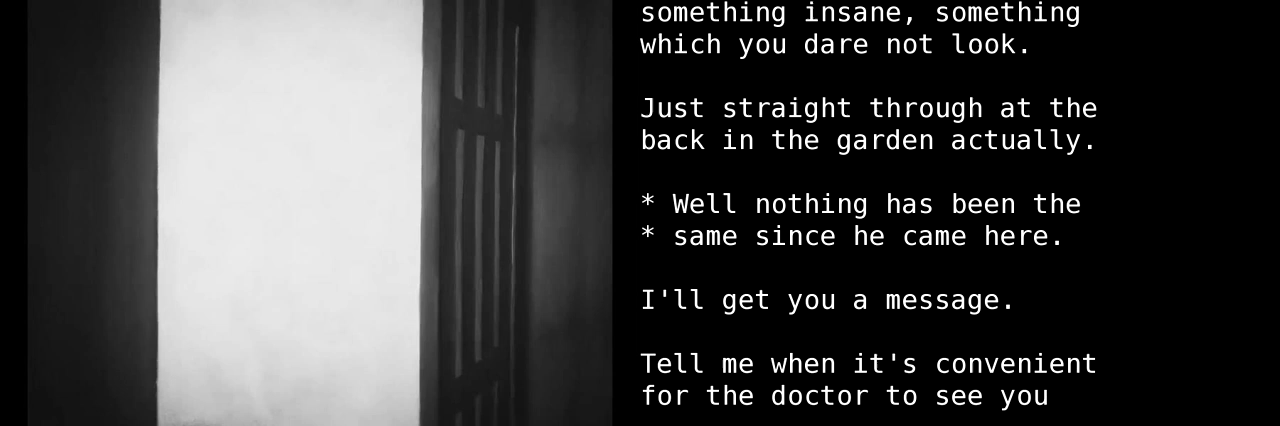 something insane, something
which you dare not look.
Just straight through at the
back in the garden actually.
* Well nothing has been the
* same since he came here.
I'll get you a message.
Tell me when it's convenient
for the doctor to see you